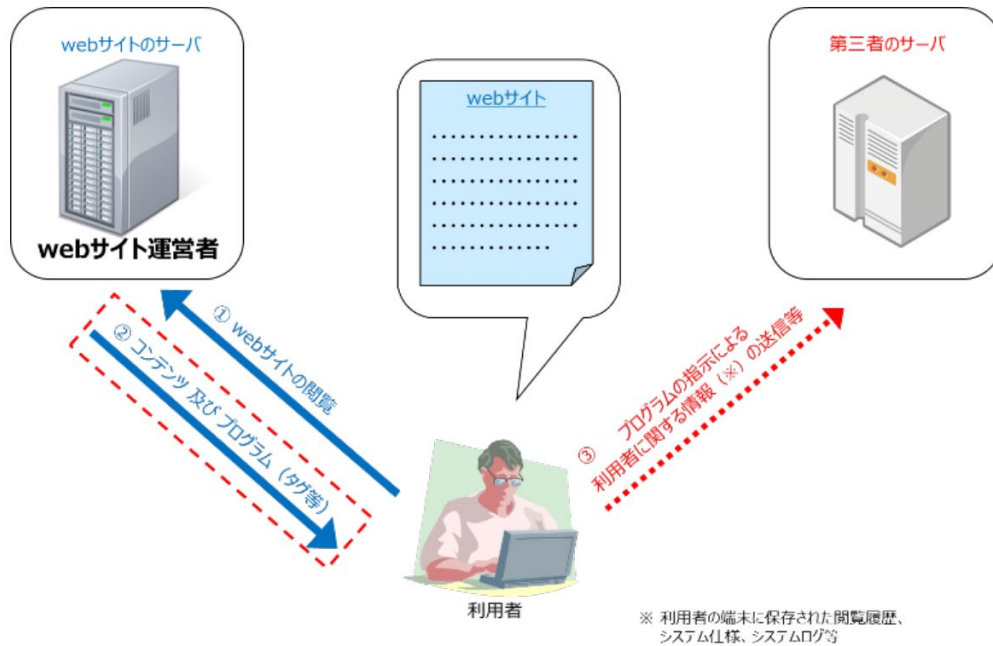 webサイトのサーバ
webサイト運営者
webサイト
第三者のサーバ
① webサイトの閲覧
② コンテンツ 及び プログラム（タグ等）
③ プログラムの指示による
利用者に関する情報（※）の送信等
利用者
※ 利用者の端末に保存された閲覧履歴、
システム仕様、システムログ等